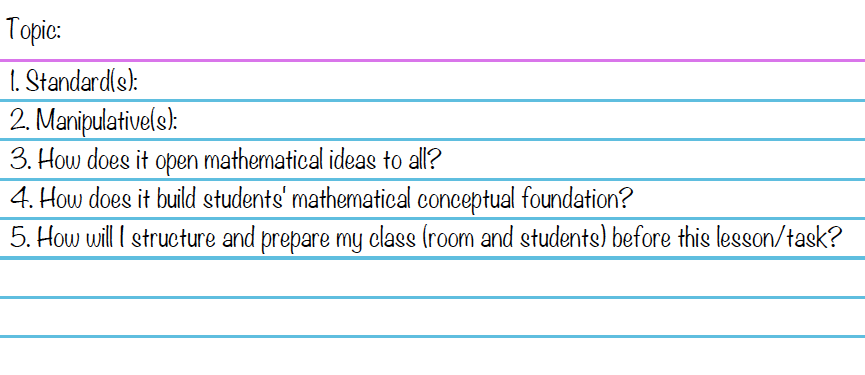 Topic:
1. Standard(s):
2. Manipulative(s):
3. How does it open mathematical ideas to all?
4. How does it build students' mathematical conceptual foundation?
5. How will I structure and prepare my class (room and students) before this lesson/task?